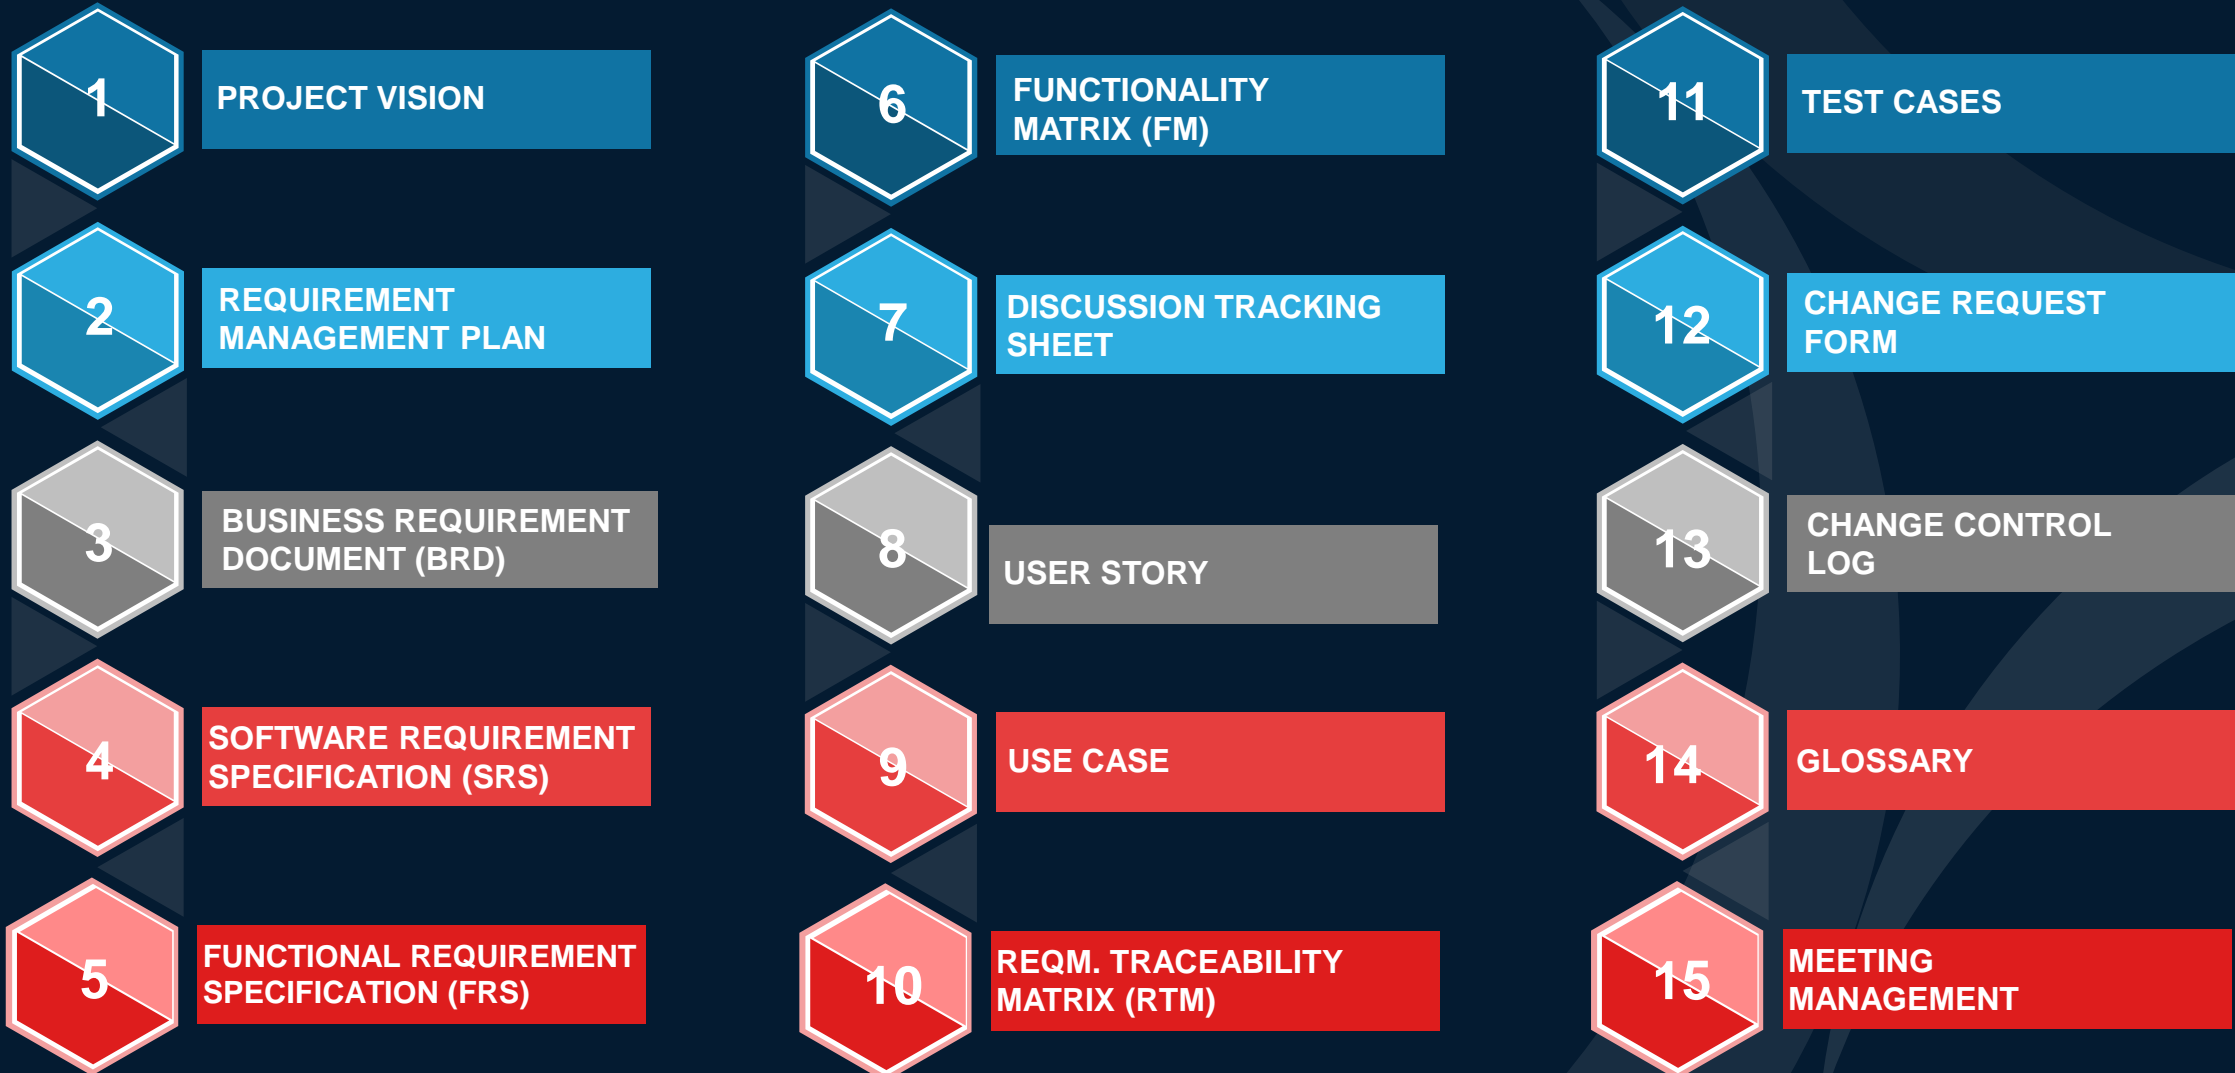 1
PROJECT VISION
2
REQUIREMENT
MANAGEMENT PLAN
3
BUSINESS REQUIREMENT
DOCUMENT (BRD)
4
SOFTWARE REQUIREMENT
SPECIFICATION (SRS)
5
FUNCTIONAL REQUIREMENT
SPECIFICATION (FRS)
6
FUNCTIONALITY
MATRIX (FM)
7
DISCUSSION TRACKING
SHEET
8
USER STORY
9
USE CASE
10
REQM. TRACEABILITY
MATRIX (RTM)
11
TEST CASES
12
CHANGE REQUEST
FORM
13
CHANGE CONTROL
LOG
14
GLOSSARY
15
MEETING
MANAGEMENT